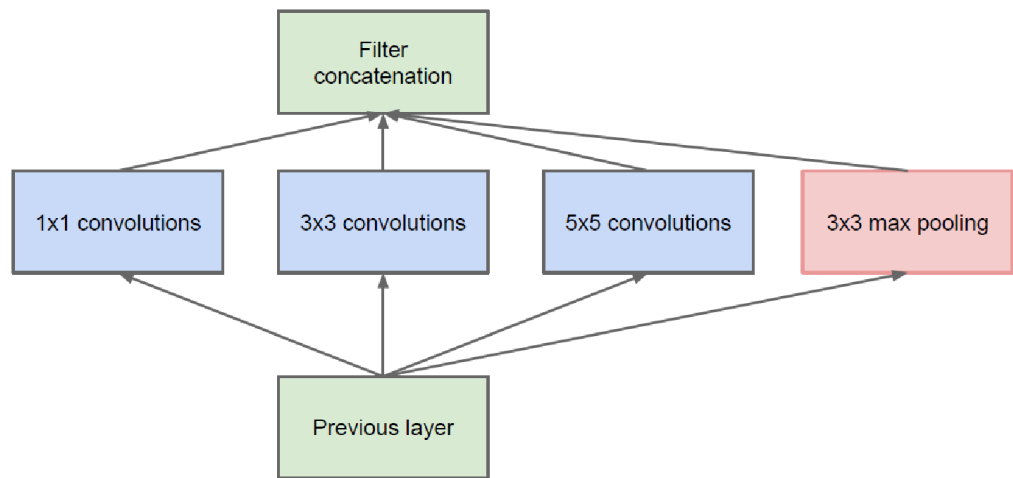 Filter
concatenation
1x1 convolutions
3x3 convolutions
5x5 convolutions
3x3 max pooling
Previous layer